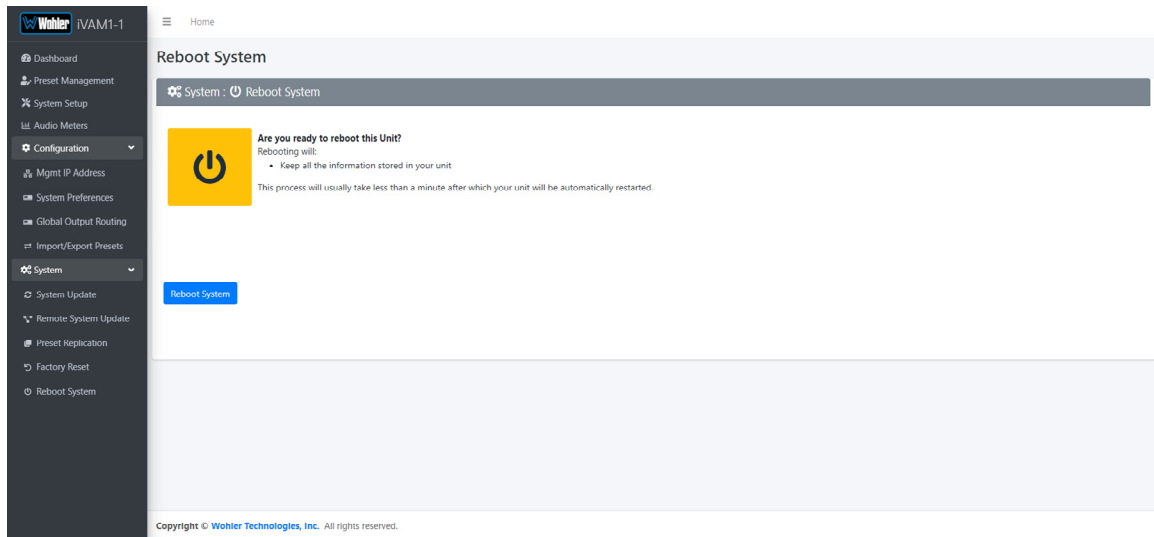 Wohler iVAM1-1
Home
Dashboard
Preset Management
System Setup
Audio Meters
Configuration
Mgmt IP Address
System Preferences
Global Output Routing
Import/Export Presets
System
System Update
Remote System Update
Preset Replication
Factory Reset
Reboot System
Reboot System
System : Reboot System
Are you ready to reboot this Unit?
Rebooting will:
• Keep all the information stored in your unit
This process will usually take less than a minute after which your unit will be automatically restarted.
Reboot System
Copyright © Wohler Technologies, Inc. All rights reserved.